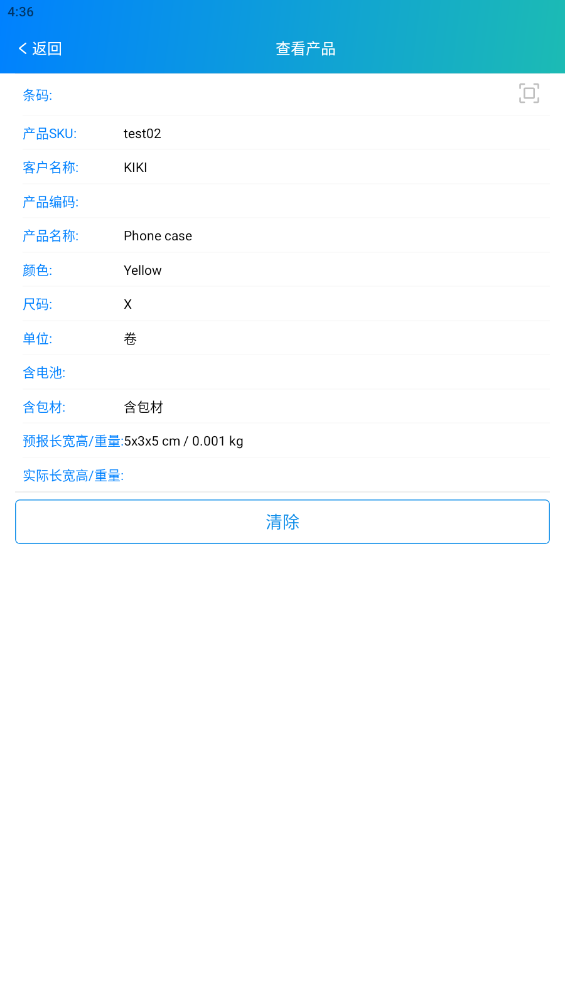 4:36
返回 查看产品
条码:
产品SKU: test02
客户名称: KIKI
产品编码:
产品名称: Phone case
颜色: Yellow
尺码: X
单位: 卷
含电池:
含包材: 含包材
预报长宽高/重量:5x3x5 cm / 0.001 kg
实际长宽高/重量:
清除